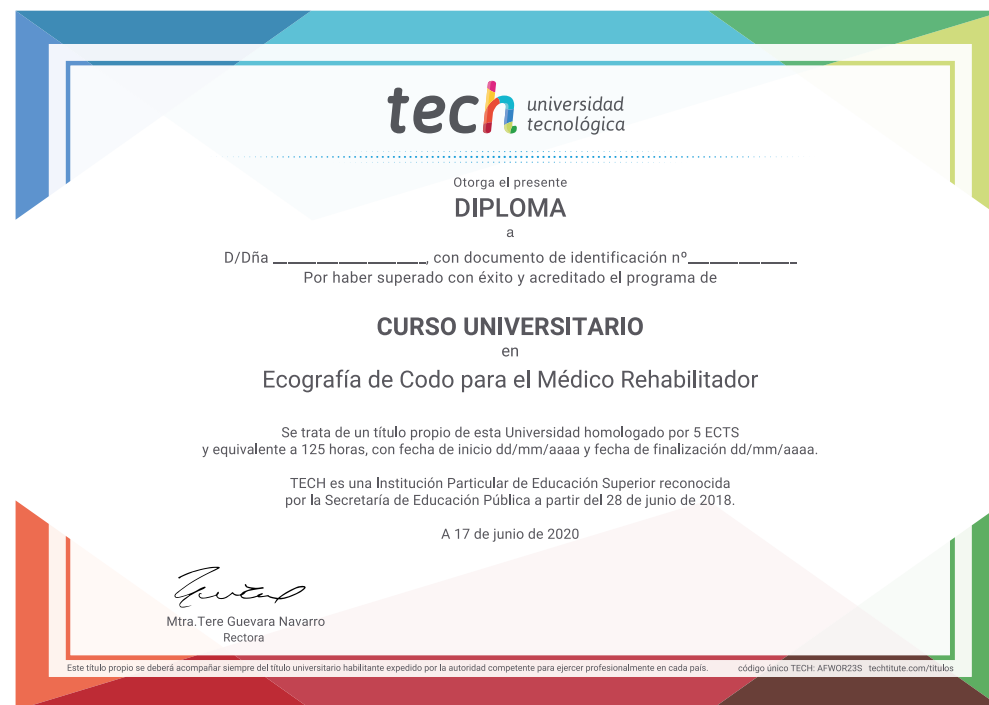 tech universidad
tecnológica
Otorga el presente
DIPLOMA
a
D/Dña ____________________, con documento de identificación nº______________
Por haber superado con éxito y acreditado el programa de
CURSO UNIVERSITARIO
en
Ecografía de Codo para el Médico Rehabilitador
Se trata de un título propio de esta Universidad homologado por 5 ECTS
y equivalente a 125 horas, con fecha de inicio dd/mm/aaaa y fecha de finalización dd/mm/aaaa.
TECH es una Institución Particular de Educación Superior reconocida
por la Secretaría de Educación Pública a partir del 28 de junio de 2018.
A 17 de junio de 2020
Mtra.Tere Guevara Navarro
Rectora
Este título propio se deberá acompañar siempre del título universitario habilitante expedido por la autoridad competente para ejercer profesionalmente en cada país. código único TECH: AFWOR23S techtitute.com/titulos